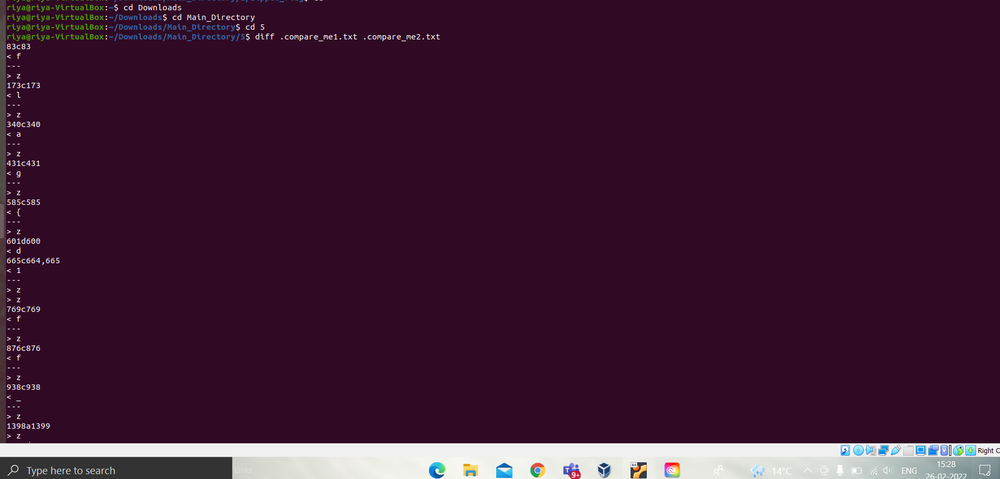 riya@riya-VirtualBox:~$ cd Downloads
riya@riya-VirtualBox:~/Downloads$ cd Main_Directory
riya@riya-VirtualBox:~/Downloads/Main_Directory$ cd 5
riya@riya-VirtualBox:~/Downloads/Main_Directory/5$ diff .compare_me1.txt .compare_me2.txt
83c83
< f
---
> z
173c173
< l
---
> z
340c340
< a
---
> z
431c431
< g
---
> z
585c585
< {
---
> z
601d600
< d
665c664,665
< 1
---
> z
> z
769c769
< f
---
> z
876c876
< f
---
> z
938c938
< _
---
> z
1398a1399
> z
Right C
Type here to search
Links
64
9+
14°C
ENG
15:28
26-02-2022